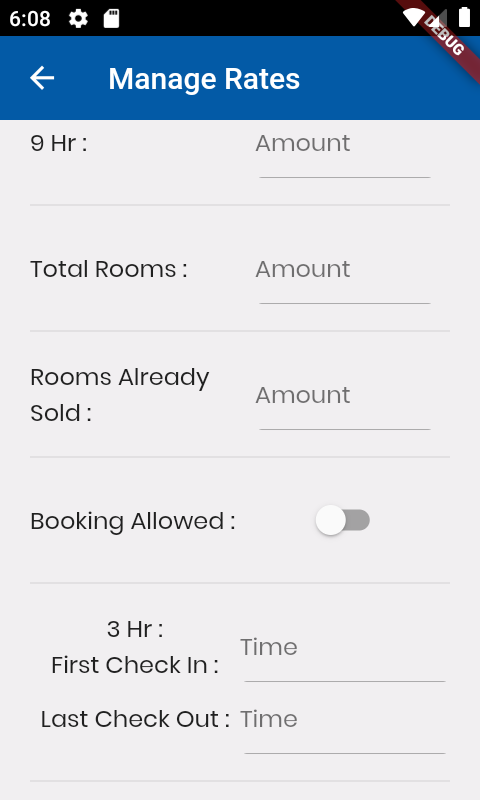 6:08
DEBUG
Manage Rates
9 Hr : Amount
Total Rooms : Amount
Rooms Already
Sold : Amount
Booking Allowed :
3 Hr :
First Check In : Time
Last Check Out : Time